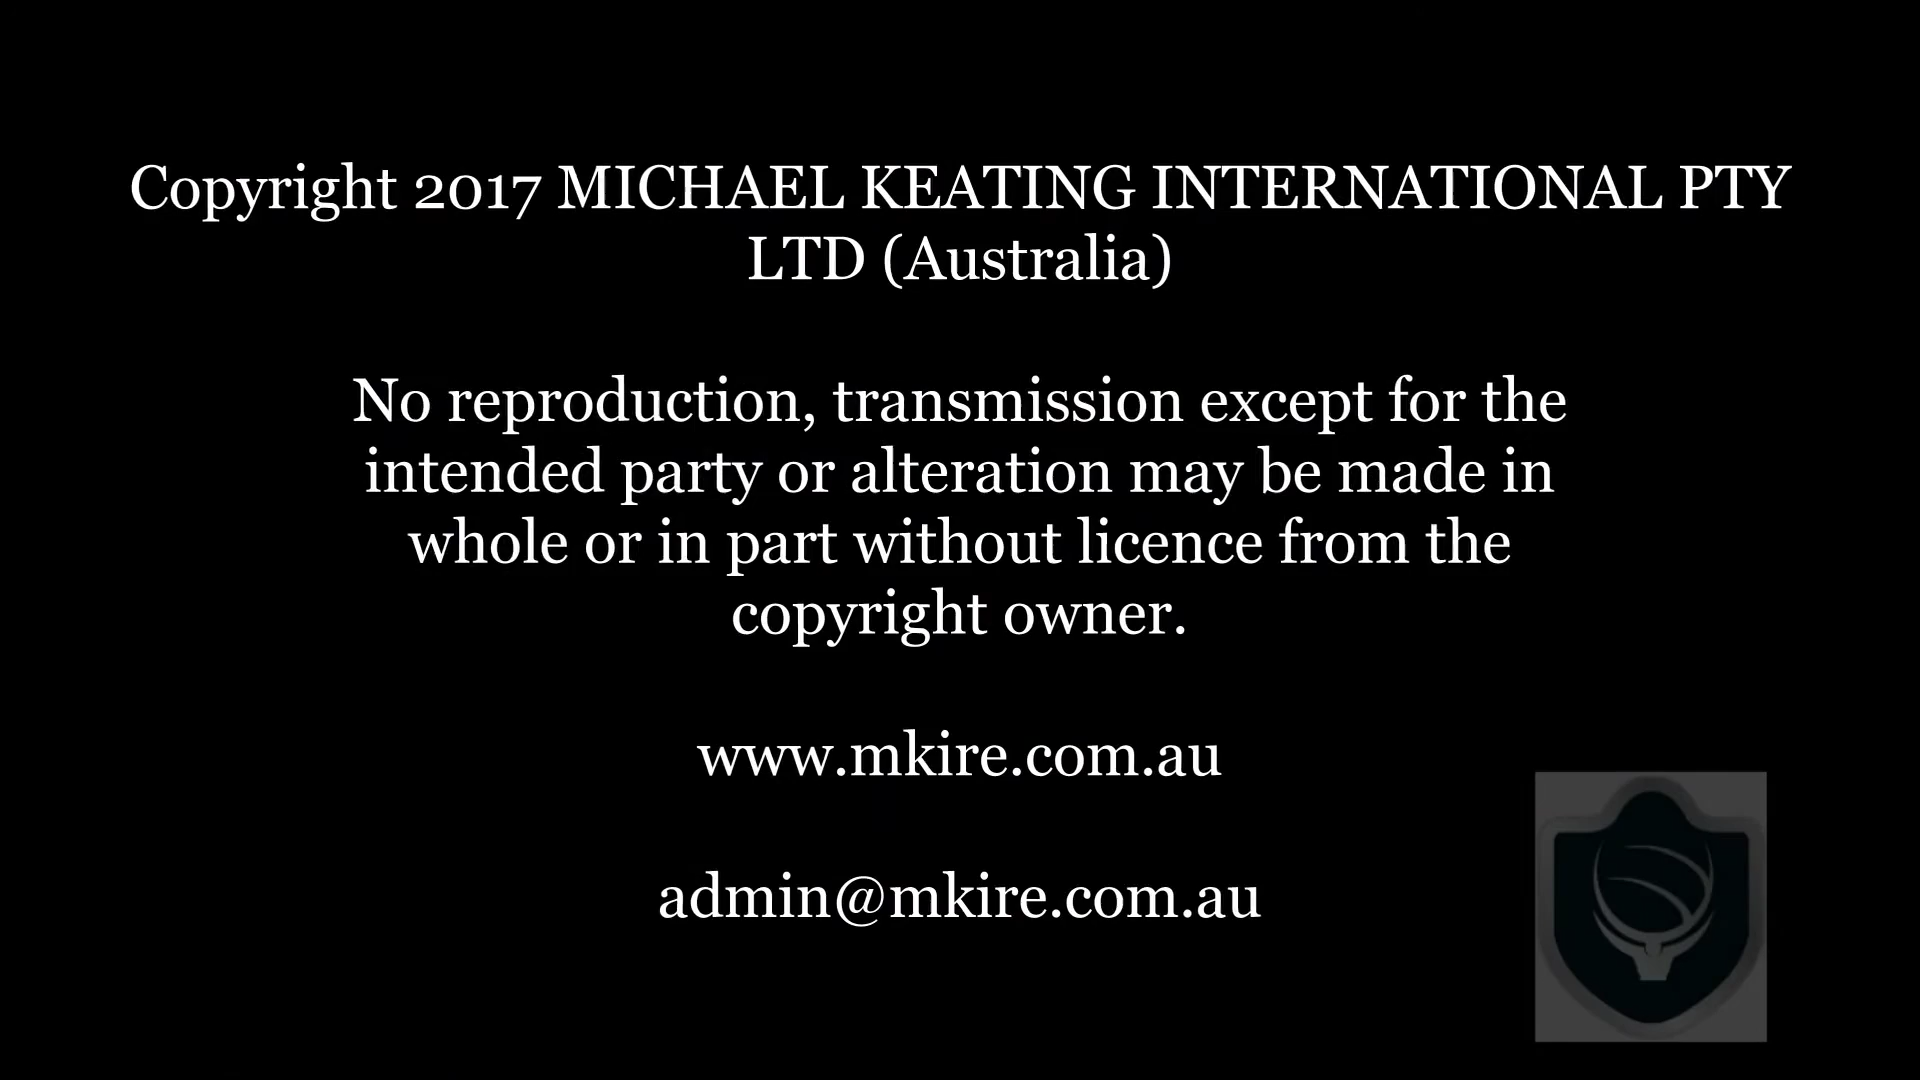 Copyright 2017 MICHAEL KEATING INTERNATIONAL PTY
LTD (Australia)
No reproduction, transmission except for the
intended party or alteration may be made in
whole or in part without licence from the
copyright owner.
www.mkire.com.au
admin@mkire.com.au